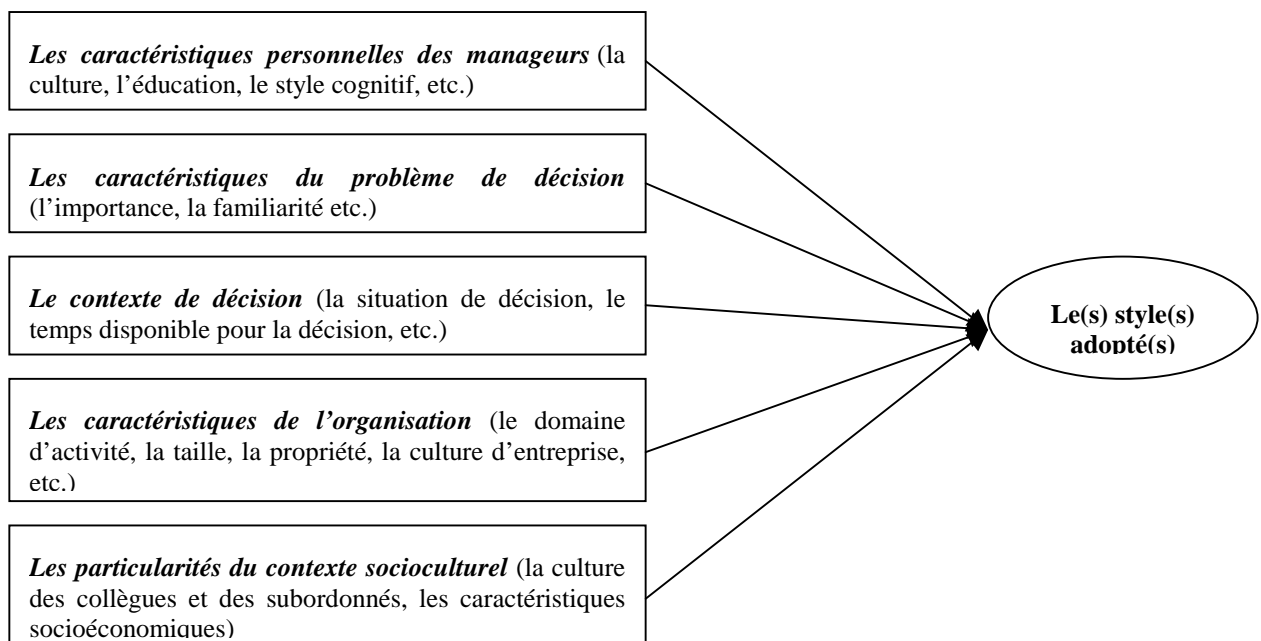 Les caractéristiques personnelles des manageurs (la
culture, l’éducation, le style cognitif, etc.)
Les caractéristiques du problème de décision
(l’importance, la familiarité etc.)
Le contexte de décision (la situation de décision, le
temps disponible pour la décision, etc.)
Les caractéristiques de l’organisation (le domaine
d’activité, la taille, la propriété, la culture d’entreprise,
etc.)
Les particularités du contexte socioculturel (la culture
des collègues et des subordonnés, les caractéristiques
socioéconomiques)
Le(s) style(s)
adopté(s)